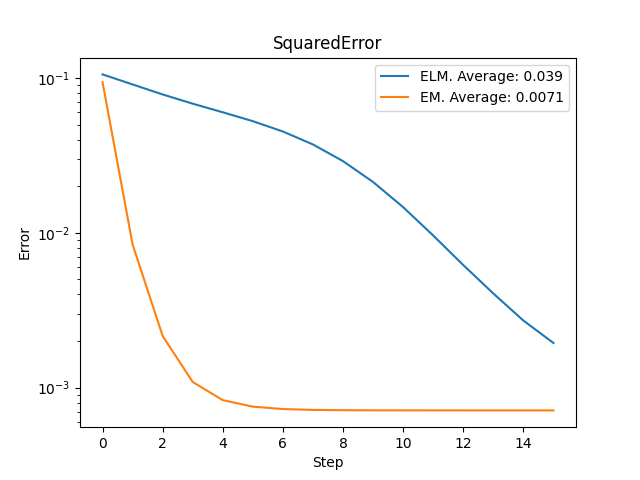 SquaredError
ELM. Average: 0.039
EM. Average: 0.0071
Error
10⁻¹
10⁻²
10⁻³
0 2 4 6 8 10 12 14
Step